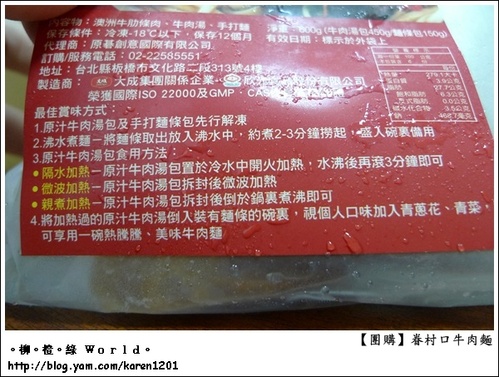 內容物:澳洲牛肋條肉、牛肉湯、手打麵
淨重:600g(牛肉湯包450g/麵條包150g)
保存條件:冷凍-18℃以下,保存12個月
有效日期:標示於外袋上
代理商:原碁創意國際有限公司
訂購/服務電話:02-22585551
地址:台北縣板橋市文化路二段313號4樓
製造商:大成集團關係企業
股份有限公司
榮獲國際ISO 22000及GMP、CAS
最佳嘗味方式:
1.原汁牛肉湯包及手打麵條包先行解凍
2.沸水煮麵－將麵條取出放入沸水中,約煮2-3分鐘撈起,盛入碗裏備用
3.原汁牛肉湯包食用方法:
●隔水加熱－原汁牛肉湯包置於冷水中開火加熱,水沸後再滾3分鐘即可
●微波加熱－原汁牛肉湯包拆封後微波加熱
●親煮加熱－原汁牛肉湯包拆封後倒於鍋裏煮沸即可
4.將加熱過的原汁牛肉湯倒入裝有麵條的碗裏,視個人口味加入青蔥花、青菜,
可享用一碗熱騰騰、美味牛肉麵
【團購】眷村口牛肉麵
。柳。橙。綠 World。
http://blog.yam.com/karen1201